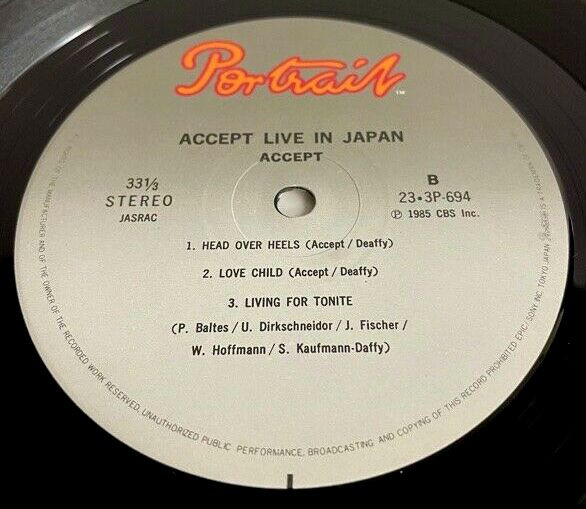 Portrait
TM
ACCEPT LIVE IN JAPAN
ACCEPT
33⅓
STEREO
JASRAC
B
23•3P-694
Ⓟ 1985 CBS Inc.
1. HEAD OVER HEELS (Accept / Deaffy)
2. LOVE CHILD (Accept / Deaffy)
3. LIVING FOR TONITE
(P. Baltes / U. Dirkschneidor / J. Fischer /
W. Hoffmann / S. Kaufmann-Daffy)
OF THE MANUFACTURER AND OF THE OWNER OF THE RECORDED WORK RESERVED, UNAUTHORIZED PUBLIC PERFORMANCE, BROADCASTING AND COPYING OF THIS RECORD PROHIBITED EPIC/SONY INC. TOKYO JAPAN